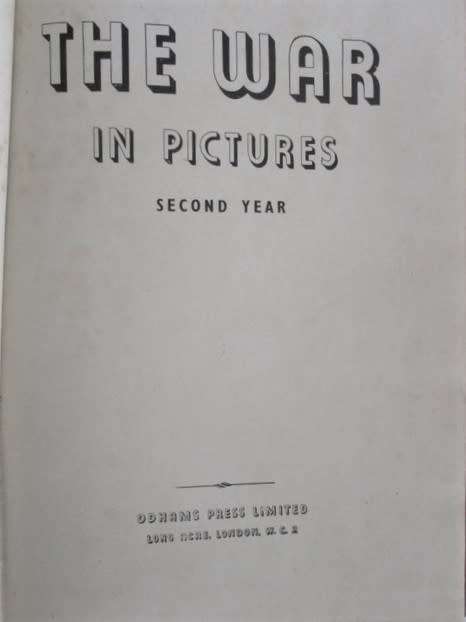 THE WAR
IN PICTURES
SECOND YEAR
ODHAMS PRESS LIMITED
LONG ACRE, LONDON, W. C. 2